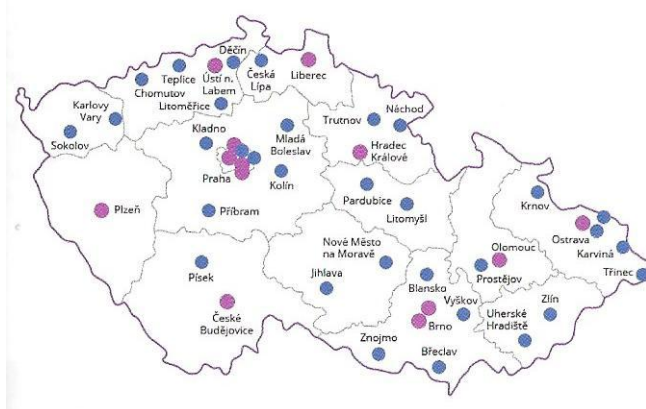 Děčín
Teplice
Ústí n.
Labem
Chomutov
Litoměřice
Česká
Lípa
Liberec
Karlovy
Vary
Sokolov
Kladno
Mladá
Boleslav
Trutnov
Náchod
Hradec
Králové
Praha
Kolín
Plzeň
Příbram
Pardubice
Litomyšl
Krnov
Ostrava
Karviná
Třinec
Olomouc
Prostějov
Nové Město
na Moravě
Jihlava
Písek
České
Budějovice
Blansko
Vyškov
Brno
Zlín
Uherské
Hradiště
Znojmo
Břeclav